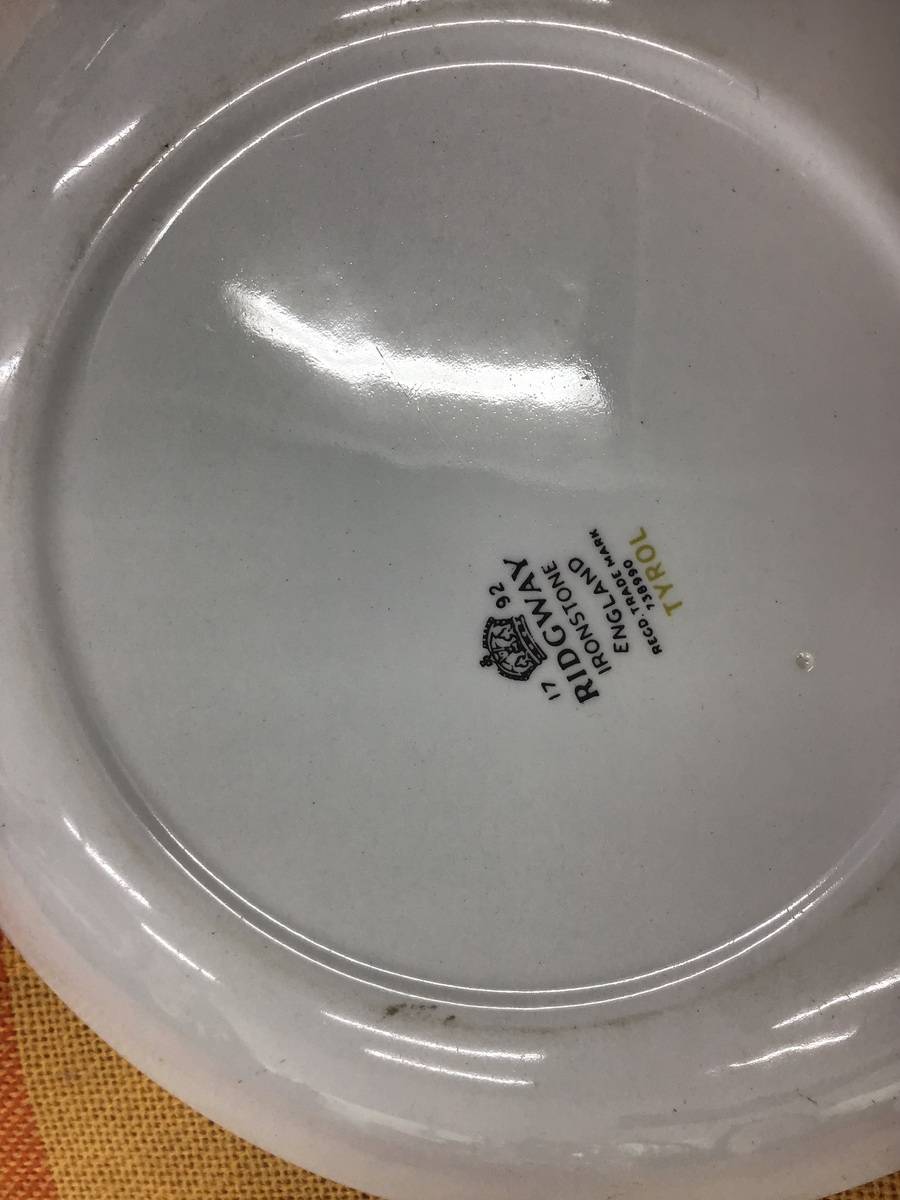 17 92
RIDGWAY
IRONSTONE
ENGLAND
REGD. TRADE MARK
738990
TYROL